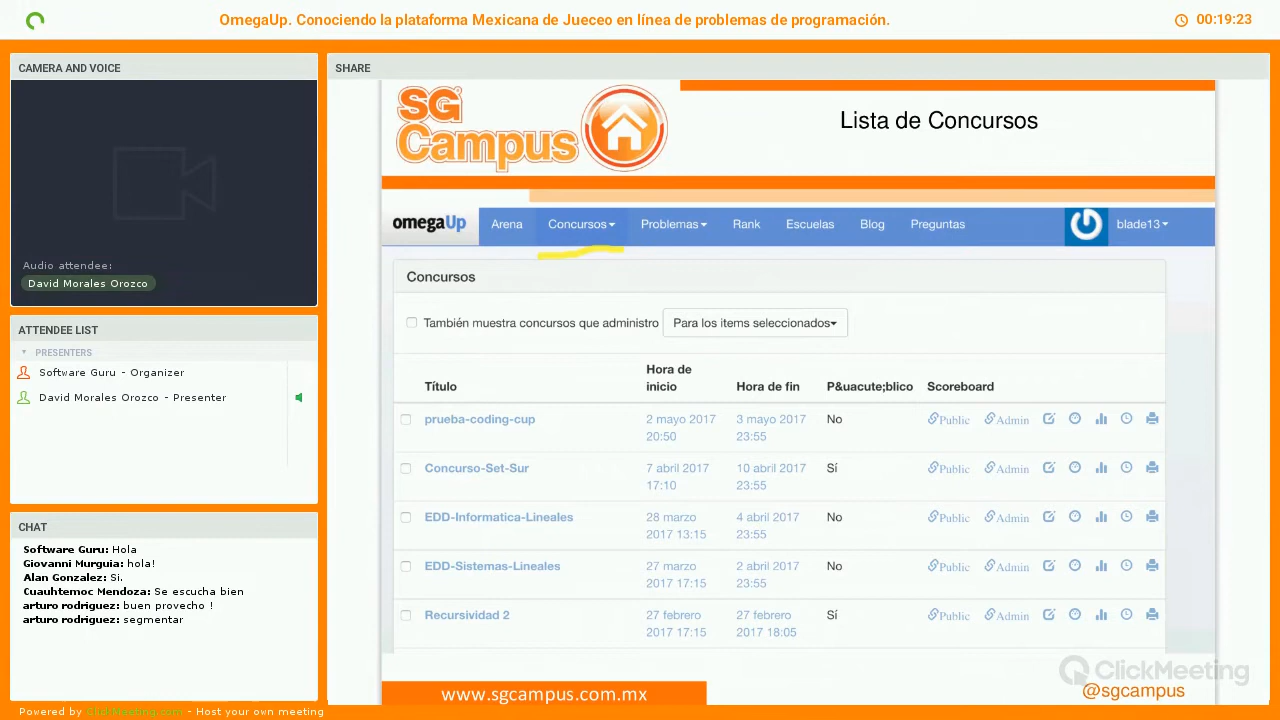 OmegaUp. Conociendo la plataforma Mexicana de Jueceo en línea de problemas de programación.
00:19:23
CAMERA AND VOICE
Audio attendee:
David Morales Orozco
ATTENDEE LIST
PRESENTERS
Software Guru - Organizer
David Morales Orozco - Presenter
CHAT
Software Guru: Hola
Giovanni Murguia: hola!
Alan Gonzalez: Si.
Cuauhtemoc Mendoza: Se escucha bien
arturo rodriguez: buen provecho !
arturo rodriguez: segmentar
Powered by ClickMeeting.com - Host your own meeting
SHARE
SG Campus
Lista de Concursos
omegaUp Arena Concursos Problemas Rank Escuelas Blog Preguntas blade13
Concursos
También muestra concursos que administro Para los items seleccionados
Título Hora de inicio Hora de fin P&uacute;blico Scoreboard
prueba-coding-cup 2 mayo 2017 20:50 3 mayo 2017 23:55 No Public Admin
Concurso-Set-Sur 7 abril 2017 17:10 10 abril 2017 23:55 Sí Public Admin
EDD-Informatica-Lineales 28 marzo 2017 13:15 4 abril 2017 23:55 No Public Admin
EDD-Sistemas-Lineales 27 marzo 2017 17:15 2 abril 2017 23:55 No Public Admin
Recursividad 2 27 febrero 2017 17:15 27 febrero 2017 18:05 Sí Public Admin
ClickMeeting
www.sgcampus.com.mx
@sgcampus